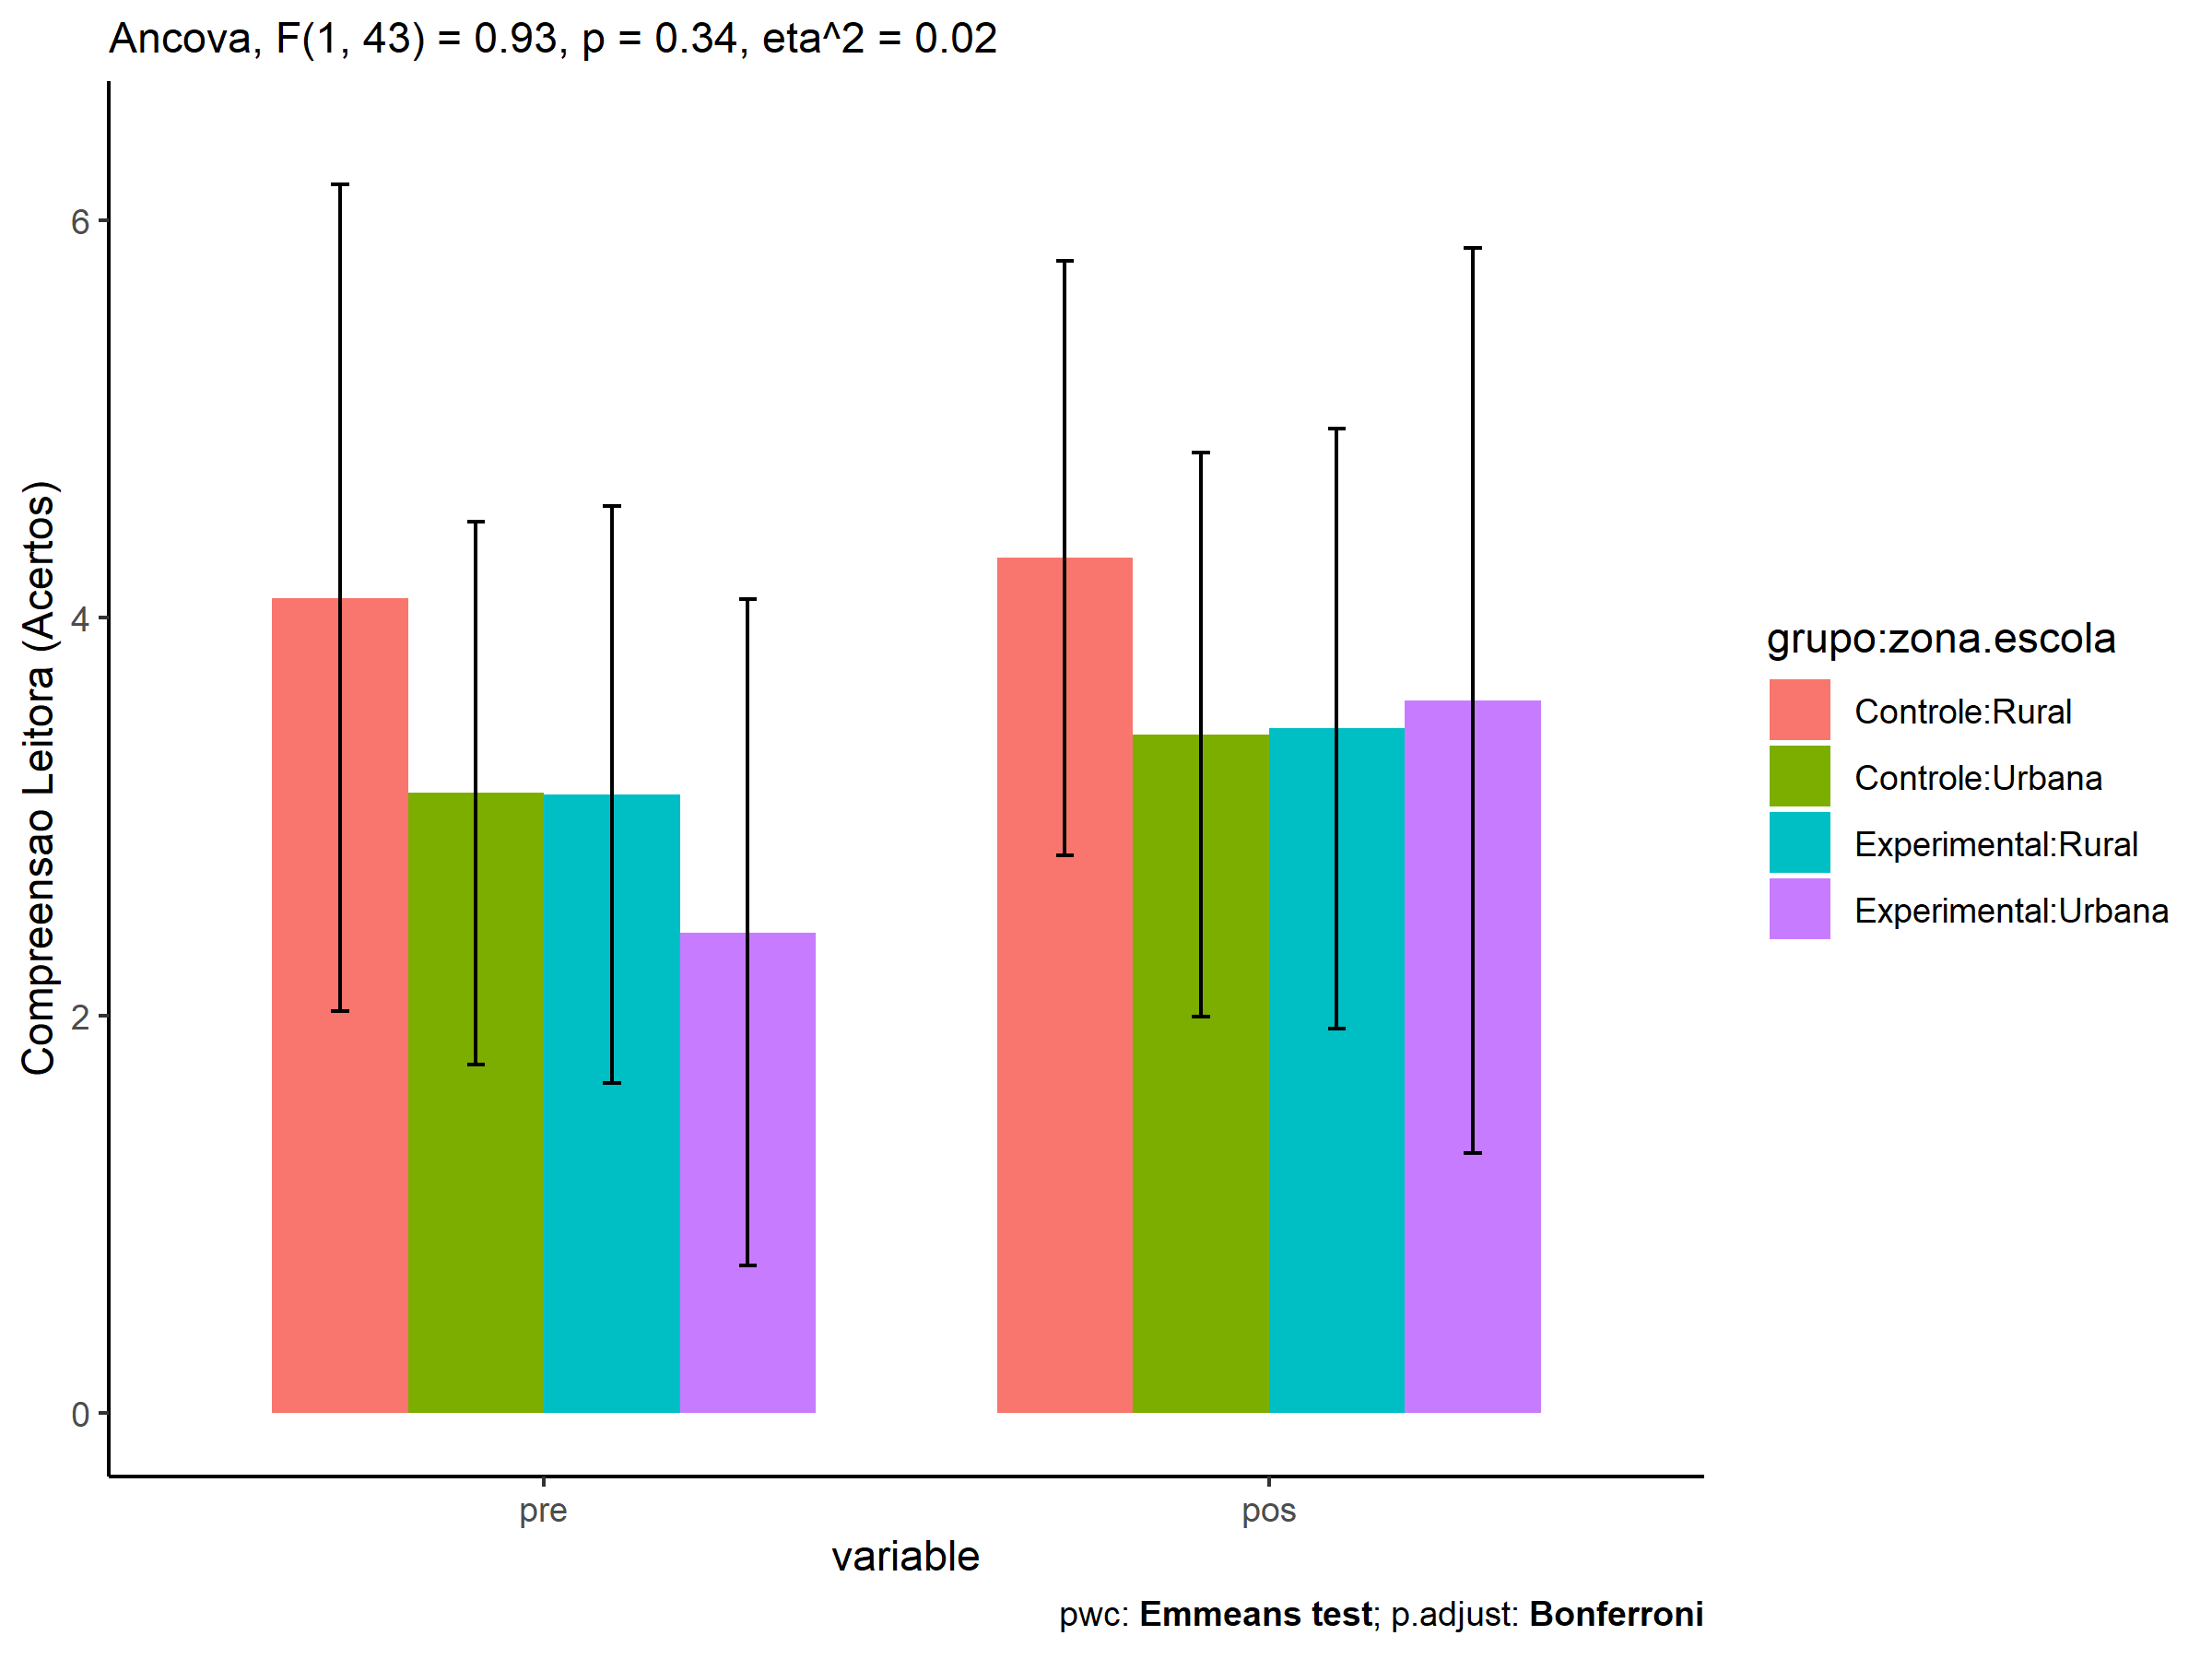 Ancova, F(1, 43) = 0.93, p = 0.34, eta^2 = 0.02
Compreensao Leitora (Acertos)
6
4
2
0
pre
pos
variable
grupo:zona.escola
Controle:Rural
Controle:Urbana
Experimental:Rural
Experimental:Urbana
pwc: Emmeans test; p.adjust: Bonferroni